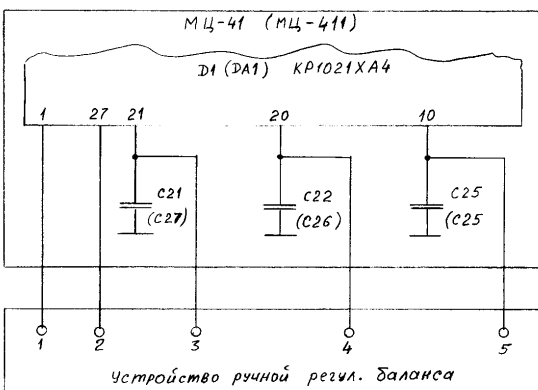 МЦ-41 (МЦ-411)
D1 (DA1) КР1021ХА4
1 27 21 20 10
C21 C22 C25
(C27) (C26) (C25
1 2 3 4 5
Устройство ручной регул. баланса